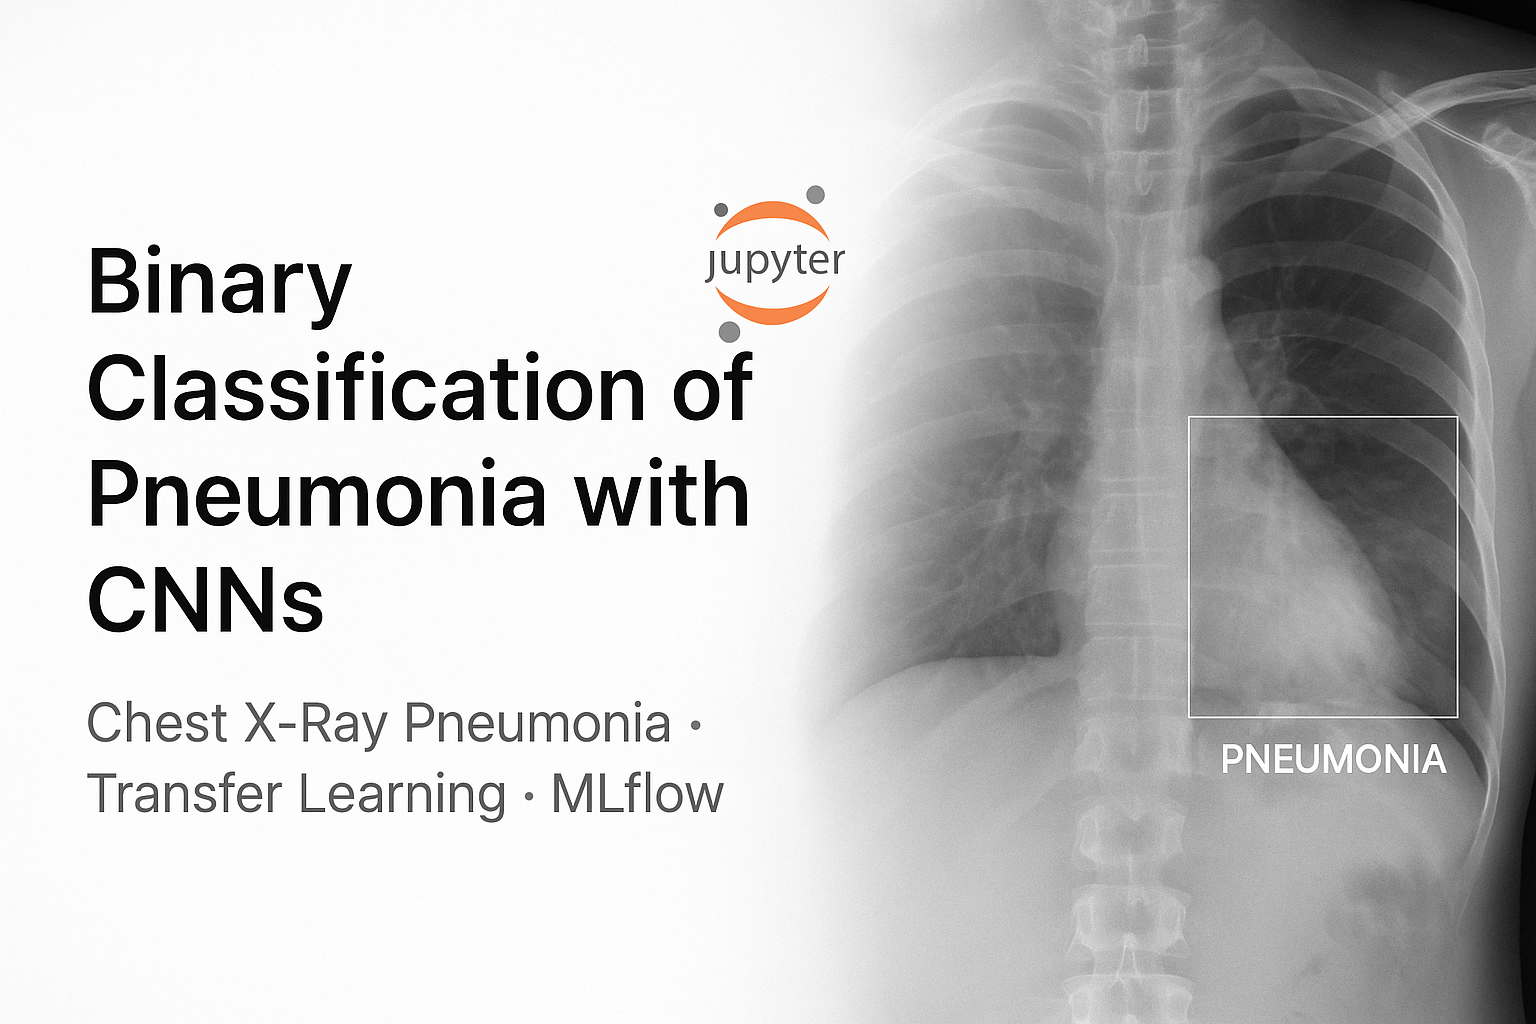 jupyter
Binary
Classification of
Pneumonia with
CNNs
Chest X-Ray Pneumonia ·
Transfer Learning · MLflow
PNEUMONIA